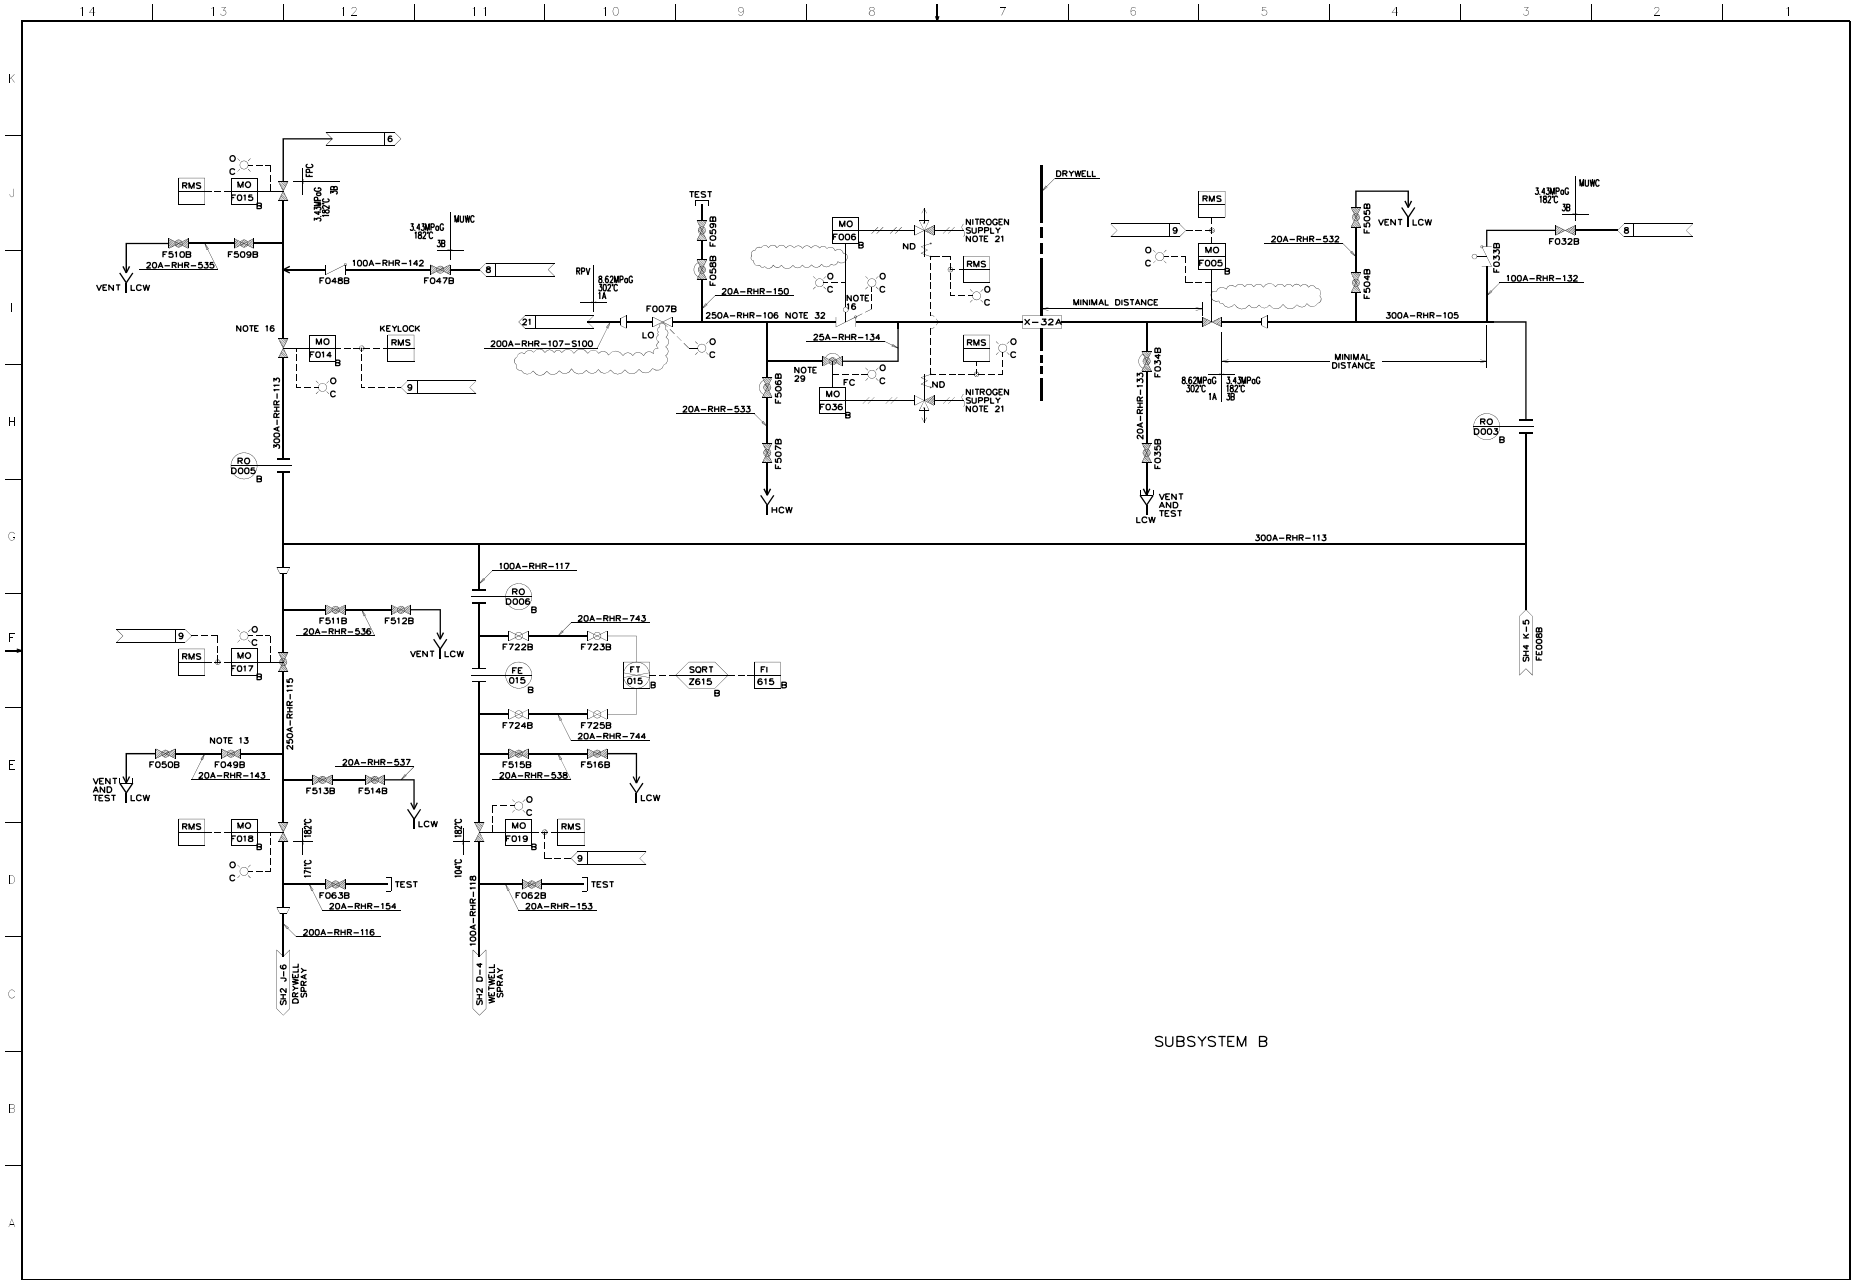 14 13 12 11 10 9 8 7 6 5 4 3 2 1
K
J
I
H
G
F
E
D
C
B
A
6
O
C
RMS
MO
F015
B
FPC
3.43MPaG
182℃
3B
3.43MPaG
182℃
3B
MUWC
F510B
F509B
20A-RHR-535
VENT
LCW
100A-RHR-142
F048B
F047B
8
NOTE 16
MO
F014
B
KEYLOCK
RMS
O
C
9
300A-RHR-113
RO
D005
B
TEST
F059B
F058B
20A-RHR-150
RPV
8.62MPaG
302℃
1A
21
F007B
LO
O
C
200A-RHR-107-S100
250A-RHR-106 NOTE 32
MO
F006
B
O
C
O
C
NOTE
16
25A-RHR-134
NOTE
29
FC
O
C
MO
F036
B
F506B
20A-RHR-533
F507B
HCW
NITROGEN
SUPPLY
NOTE 21
ND
RMS
O
C
RMS
O
C
ND
NITROGEN
SUPPLY
NOTE 21
DRYWELL
X-32A
MINIMAL DISTANCE
RMS
9
MO
F005
B
O
C
F034B
20A-RHR-133
F035B
VENT
AND
TEST
LCW
8.62MPaG
302℃
1A
3.43MPaG
182℃
3B
MINIMAL
DISTANCE
F505B
VENT
LCW
20A-RHR-532
F504B
300A-RHR-105
3.43MPaG
182℃
3B
MUWC
F032B
8
F033B
100A-RHR-132
RO
D003
B
300A-RHR-113
SH4 K-5
FE008B
100A-RHR-117
RO
D006
B
F511B
F512B
20A-RHR-536
VENT
LCW
9
O
C
RMS
MO
F017
B
250A-RHR-115
20A-RHR-743
F722B
F723B
FE
015
B
FT
015
B
SQRT
Z615
B
FI
615
B
F724B
F725B
20A-RHR-744
NOTE 13
F050B
F049B
20A-RHR-143
VENT
AND
TEST
LCW
20A-RHR-537
F513B
F514B
LCW
F515B
F516B
20A-RHR-538
LCW
RMS
MO
F018
B
O
C
182℃
171℃
O
C
182℃
104℃
MO
F019
B
RMS
9
F063B
TEST
20A-RHR-154
F062B
TEST
20A-RHR-153
100A-RHR-118
200A-RHR-116
SH2 J-6
DRYWELL
SPRAY
SH2 D-4
WETWELL
SPRAY
SUBSYSTEM B